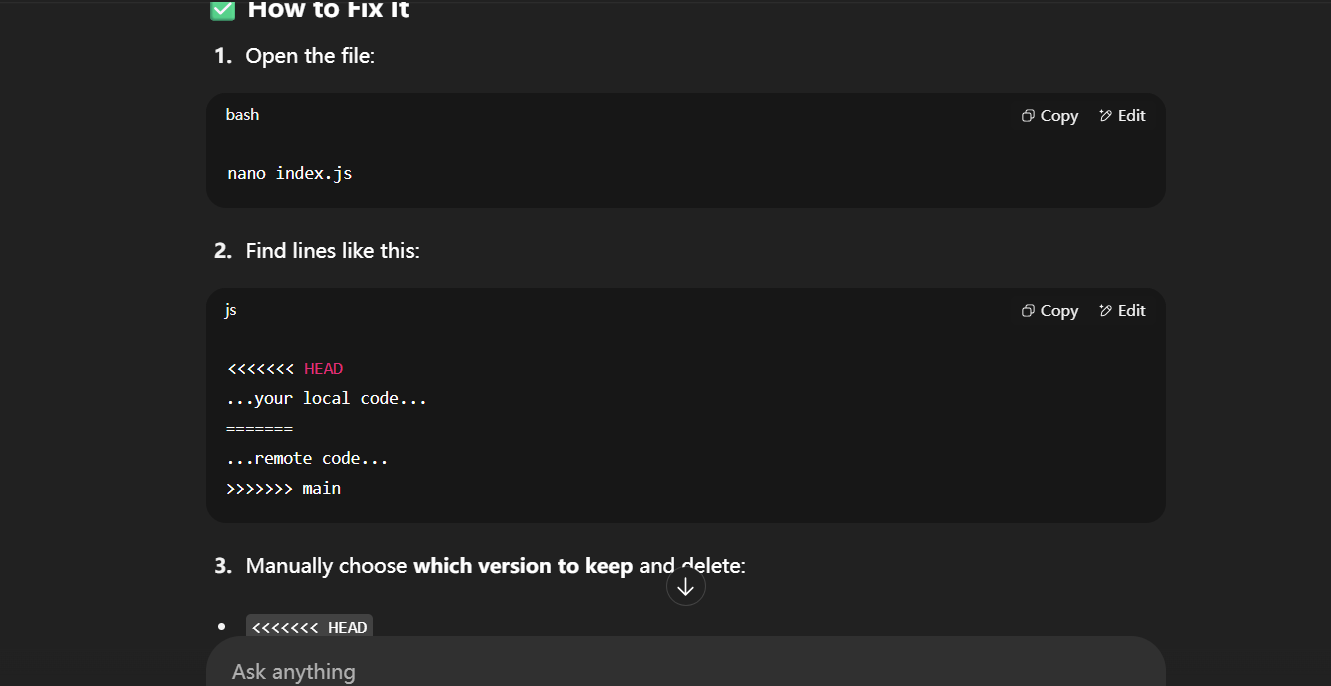 ✅ How to Fix It
1. Open the file:
bash
Copy Edit
nano index.js
2. Find lines like this:
js
Copy Edit
<<<<<<< HEAD
...your local code...
=======
...remote code...
>>>>>>> main
3. Manually choose which version to keep and delete:
• <<<<<<< HEAD
Ask anything